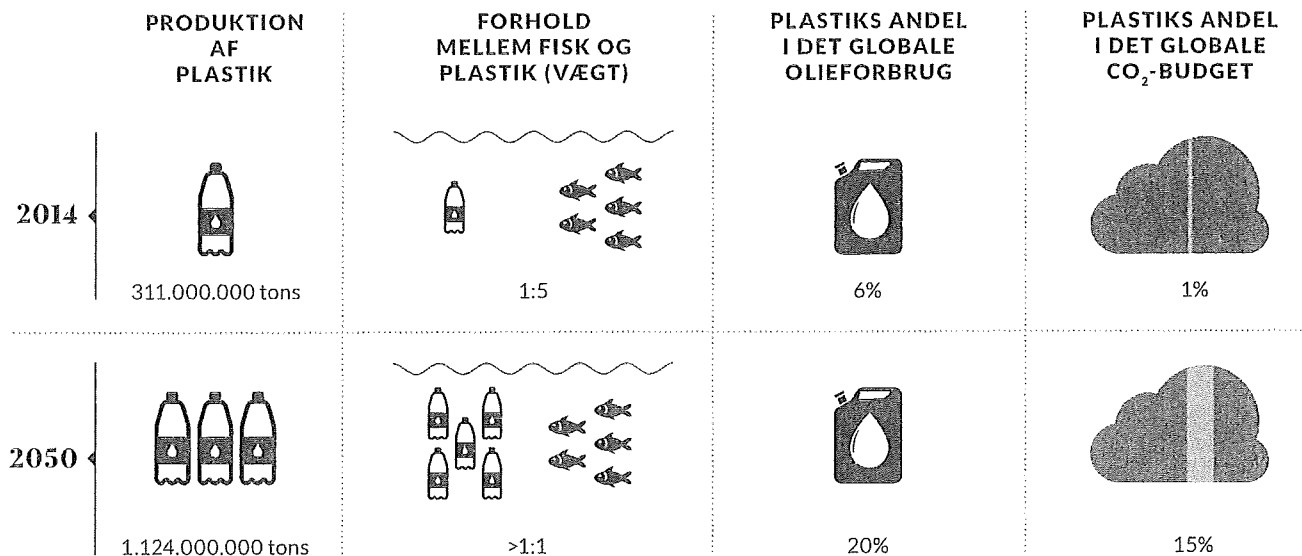 PRODUKTION
AF
PLASTIK
FORHOLD
MELLEM FISK OG
PLASTIK (VÆGT)
PLASTIKS ANDEL
I DET GLOBALE
OLIEFORBRUG
PLASTIKS ANDEL
I DET GLOBALE
CO₂-BUDGET
2014
311.000.000 tons
1:5
6%
1%
2050
1.124.000.000 tons
>1:1
20%
15%